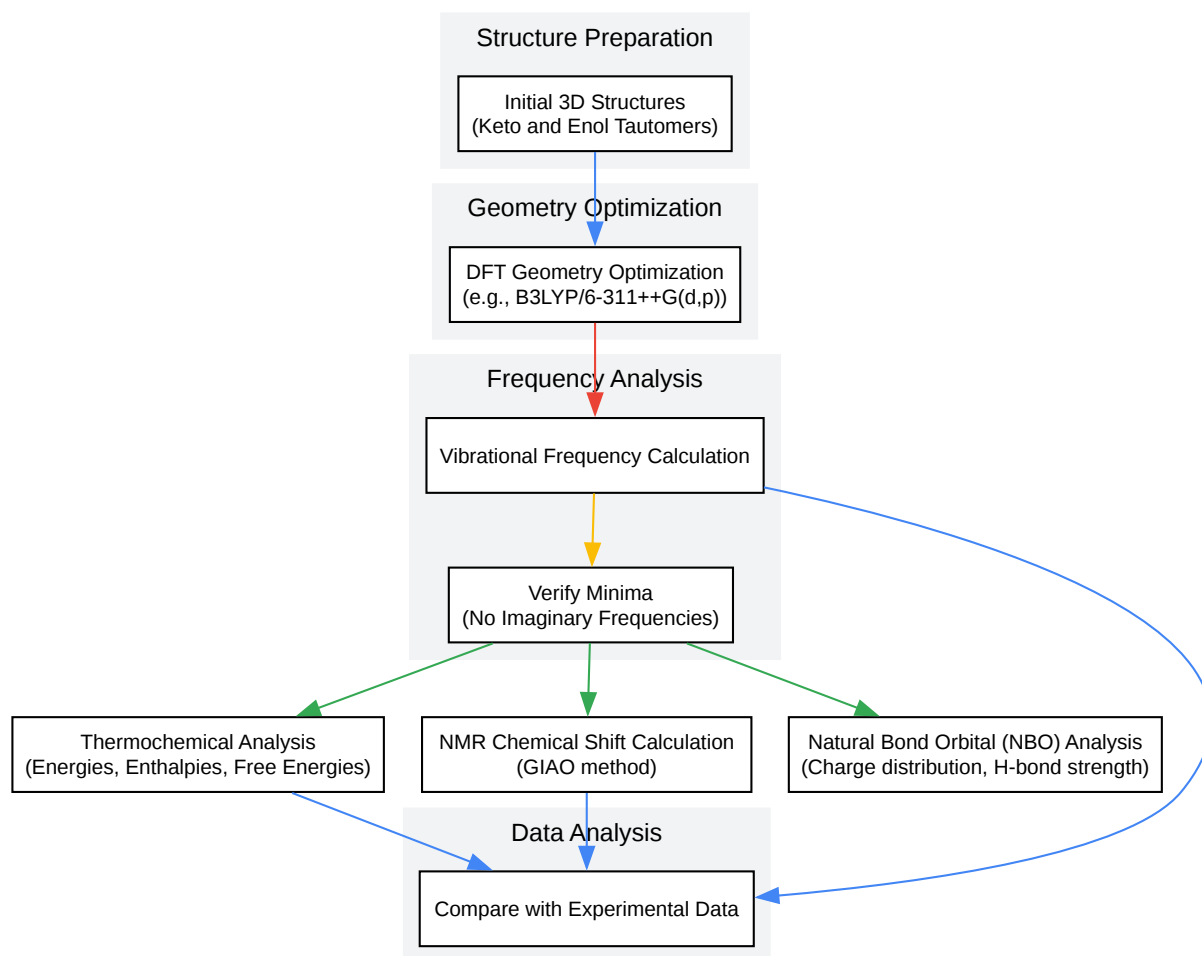 Structure Preparation
Initial 3D Structures
(Keto and Enol Tautomers)
Geometry Optimization
DFT Geometry Optimization
(e.g., B3LYP/6-311++G(d,p))
Frequency Analysis
Vibrational Frequency Calculation
Verify Minima
(No Imaginary Frequencies)
Thermochemical Analysis
(Energies, Enthalpies, Free Energies)
NMR Chemical Shift Calculation
(GIAO method)
Natural Bond Orbital (NBO) Analysis
(Charge distribution, H-bond strength)
Data Analysis
Compare with Experimental Data